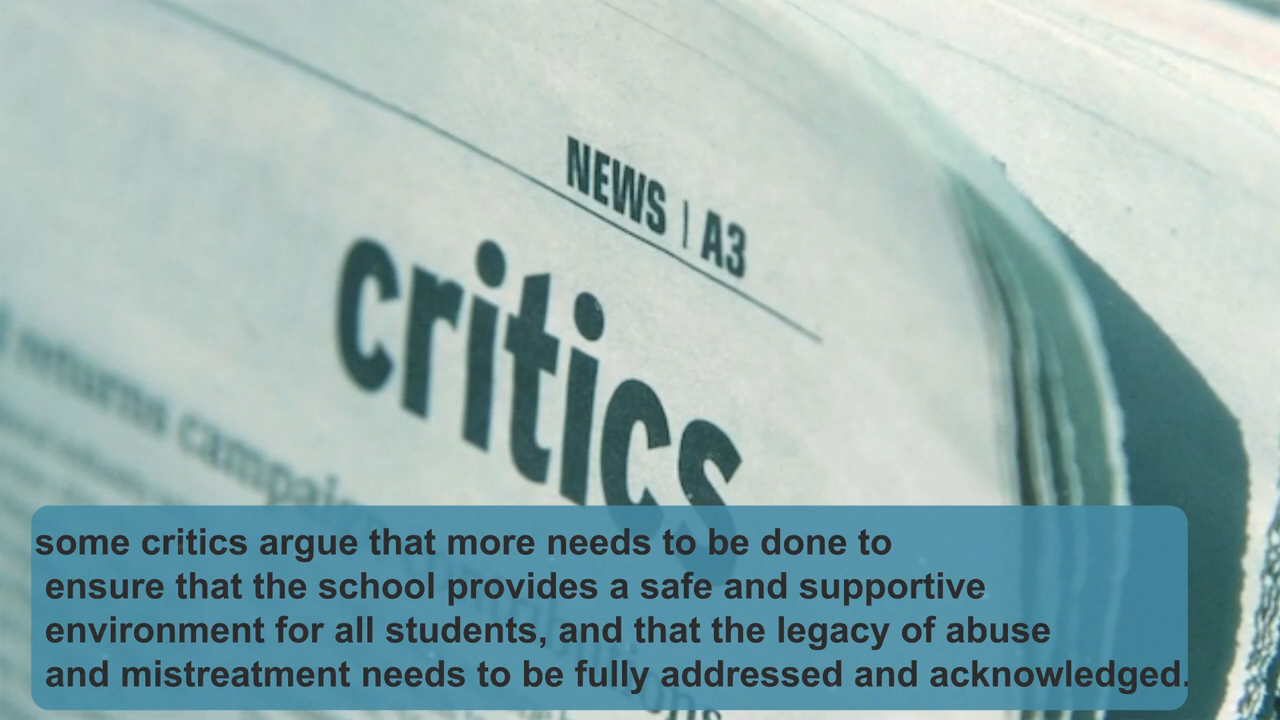 NEWS | A3
critics
returns campaign
some critics argue that more needs to be done to
ensure that the school provides a safe and supportive
environment for all students, and that the legacy of abuse
and mistreatment needs to be fully addressed and acknowledged.